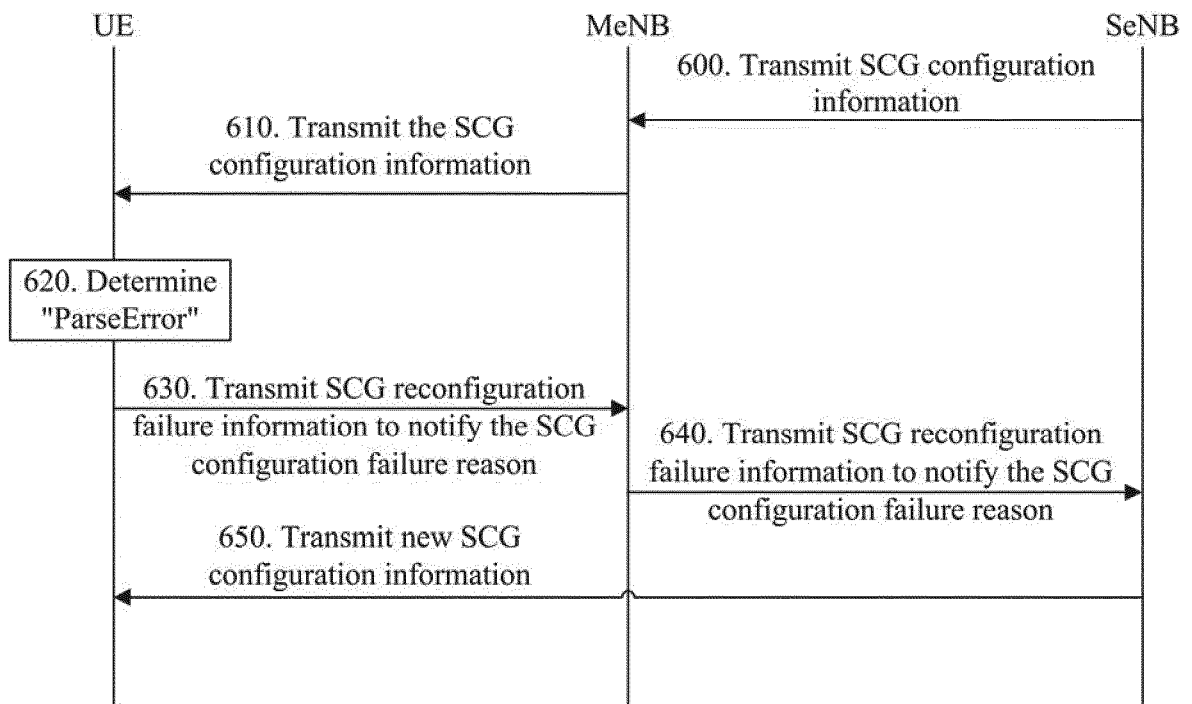 UE
MeNB
SeNB
600. Transmit SCG configuration
information
610. Transmit the SCG
configuration information
620. Determine
"ParseError"
630. Transmit SCG reconfiguration
failure information to notify the SCG
configuration failure reason
640. Transmit SCG reconfiguration
failure information to notify the SCG
configuration failure reason
650. Transmit new SCG
configuration information